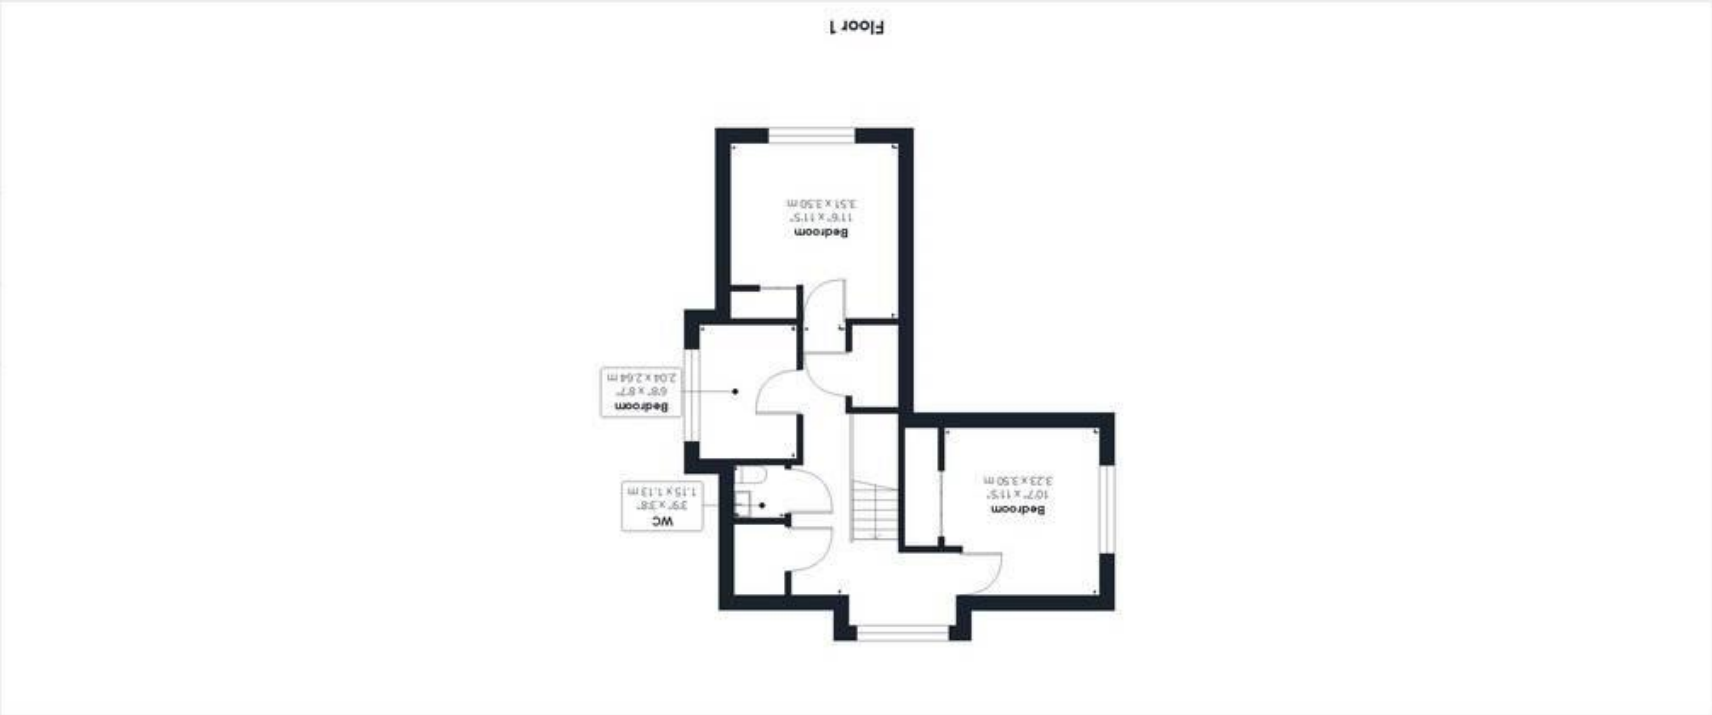 Bedroom
10'7" x 11'5"
3.23 x 3.50 m
WC
3'9" x 3'8"
1.15 x 1.13 m
Bedroom
6'8" x 8'7"
2.04 x 2.64 m
Bedroom
11'6" x 11'5"
3.51 x 3.50 m
Floor 1